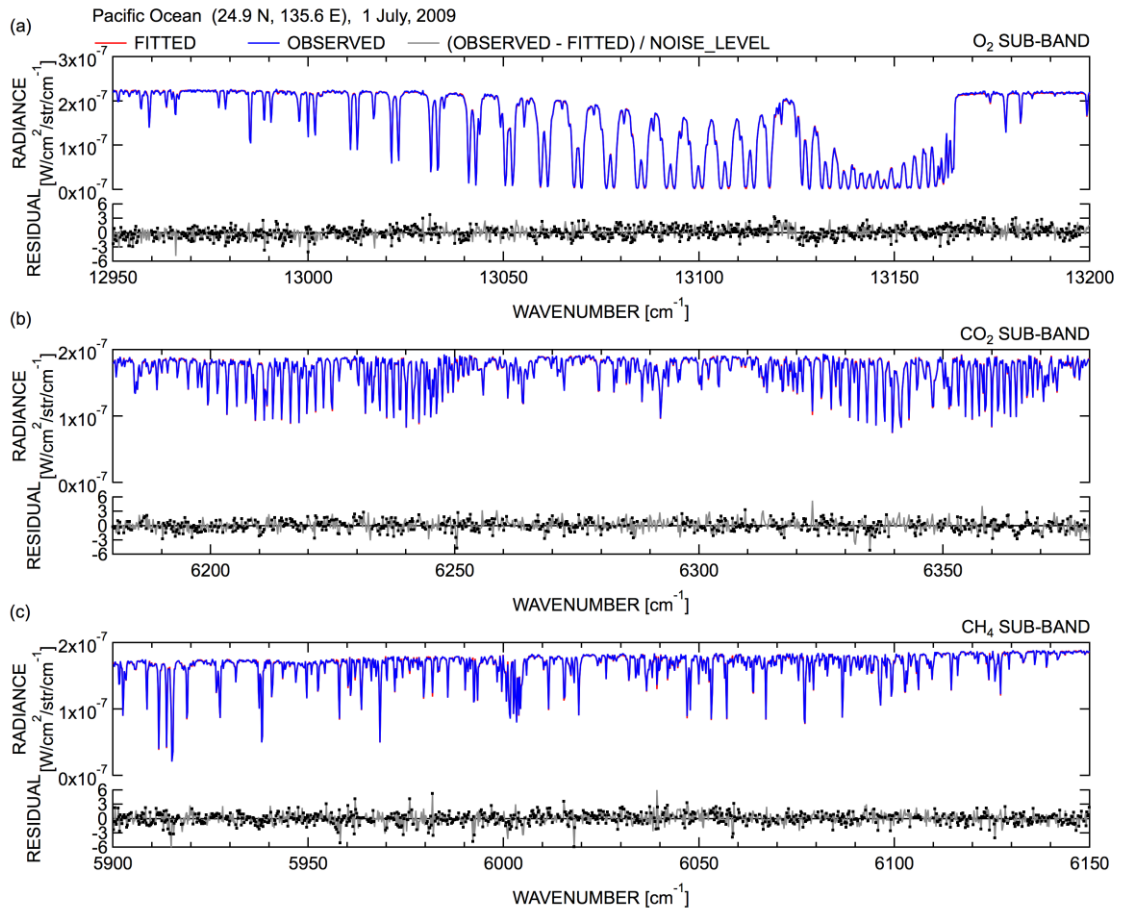 Pacific Ocean (24.9 N, 135.6 E), 1 July, 2009
(a)
FITTED OBSERVED (OBSERVED - FITTED) / NOISE_LEVEL O₂ SUB-BAND
RADIANCE
[W/cm²/str/cm⁻¹]
3x10⁻⁷
2x10⁻⁷
1x10⁻⁷
0x10⁻⁷
RESIDUAL
6
3
0
-3
-6
12950 13000 13050 13100 13150 13200
WAVENUMBER [cm⁻¹]
(b)
CO₂ SUB-BAND
RADIANCE
[W/cm²/str/cm⁻¹]
2x10⁻⁷
1x10⁻⁷
0x10⁻⁷
RESIDUAL
6
3
0
-3
-6
6200 6250 6300 6350
WAVENUMBER [cm⁻¹]
(c)
CH₄ SUB-BAND
RADIANCE
[W/cm²/str/cm⁻¹]
2x10⁻⁷
1x10⁻⁷
0x10⁻⁷
RESIDUAL
6
3
0
-3
-6
5900 5950 6000 6050 6100 6150
WAVENUMBER [cm⁻¹]